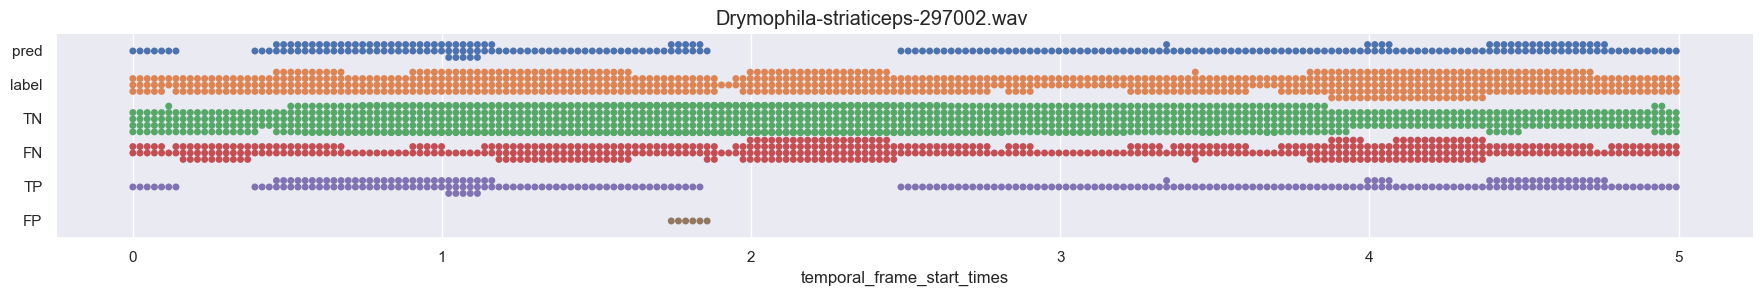 Drymophila-striaticeps-297002.wav
pred
label
TN
FN
TP
FP
0 1 2 3 4 5
temporal_frame_start_times